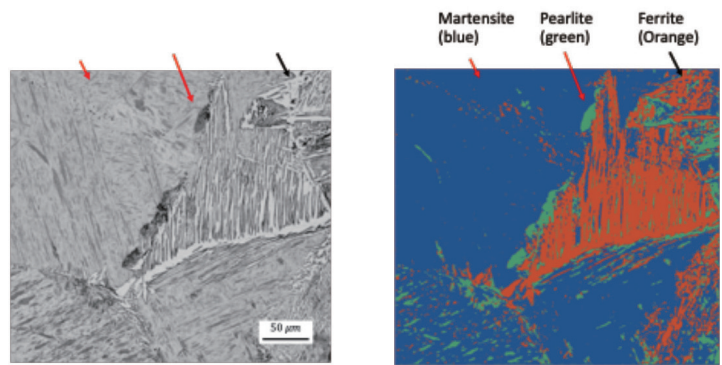 Martensite
(blue)
Pearlite
(green)
Ferrite
(Orange)
50 μm